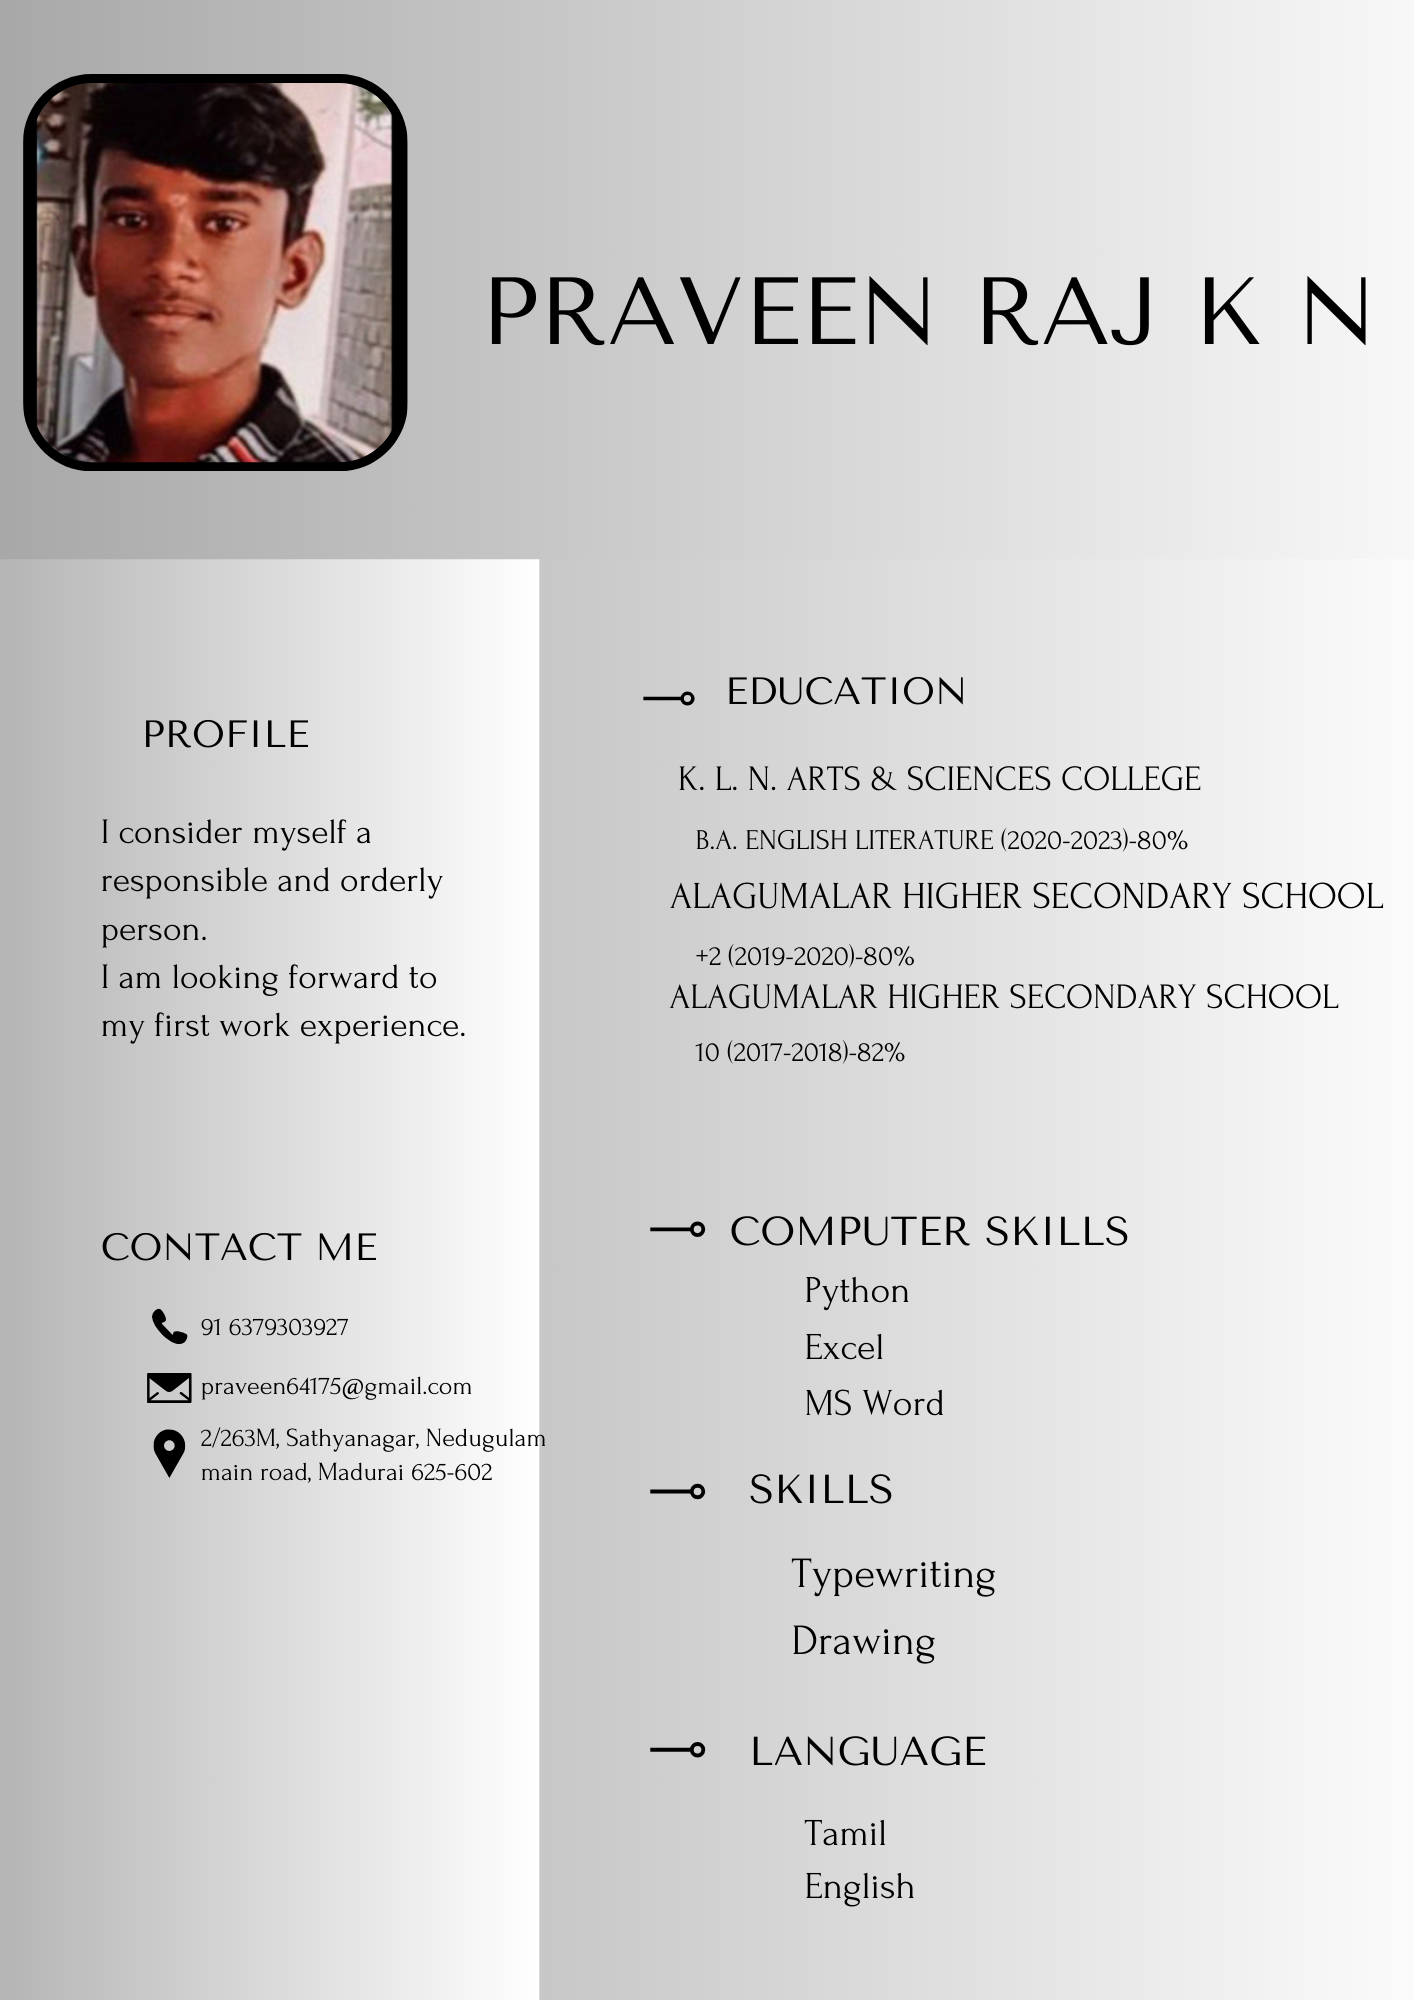 PRAVEEN RAJ K N
PROFILE
I consider myself a
responsible and orderly
person.
I am looking forward to
my first work experience.
CONTACT ME
91 6379303927
praveen64175@gmail.com
2/263M, Sathyanagar, Nedugulam
main road, Madurai 625-602
EDUCATION
K. L. N. ARTS & SCIENCES COLLEGE
B.A. ENGLISH LITERATURE (2020-2023)-80%
ALAGUMALAR HIGHER SECONDARY SCHOOL
+2 (2019-2020)-80%
ALAGUMALAR HIGHER SECONDARY SCHOOL
10 (2017-2018)-82%
COMPUTER SKILLS
Python
Excel
MS Word
SKILLS
Typewriting
Drawing
LANGUAGE
Tamil
English